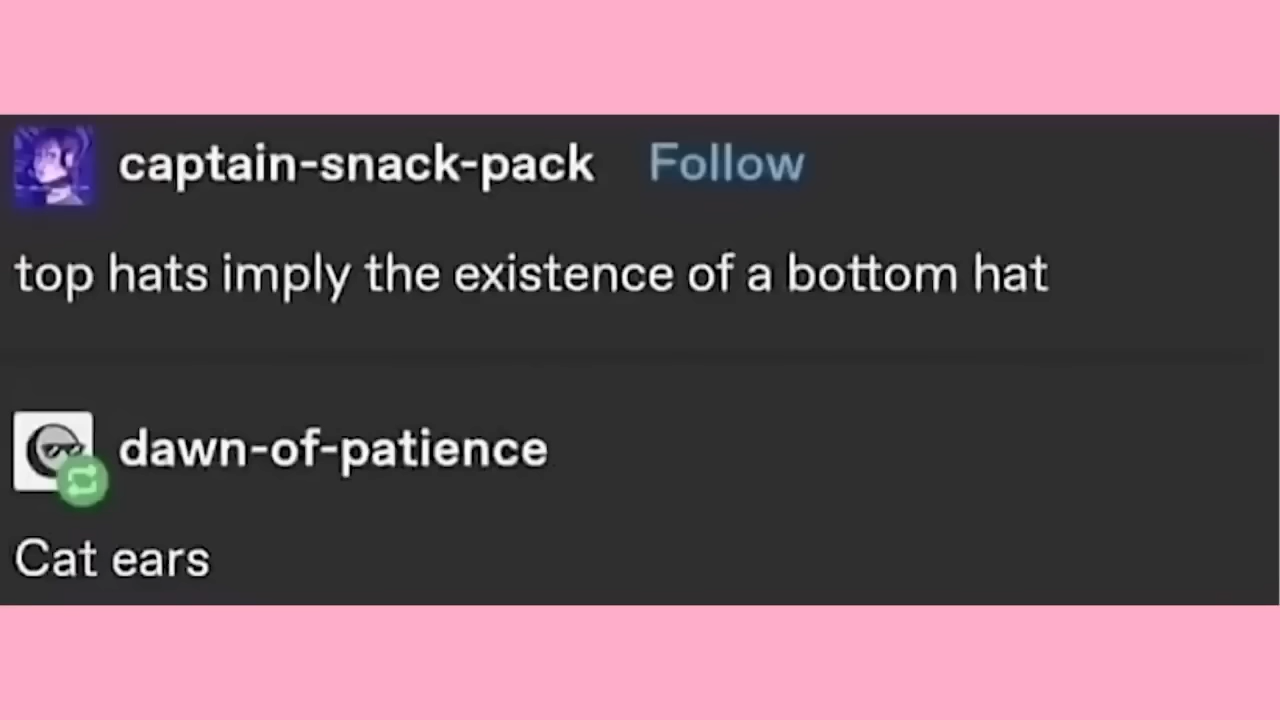 captain-snack-pack Follow
top hats imply the existence of a bottom hat
dawn-of-patience
Cat ears